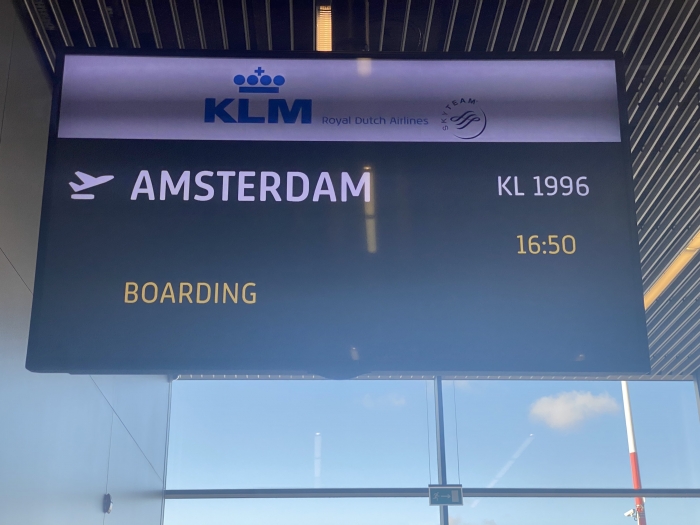 KLM Royal Dutch Airlines SKYTEAM
AMSTERDAM KL 1996
16:50
BOARDING